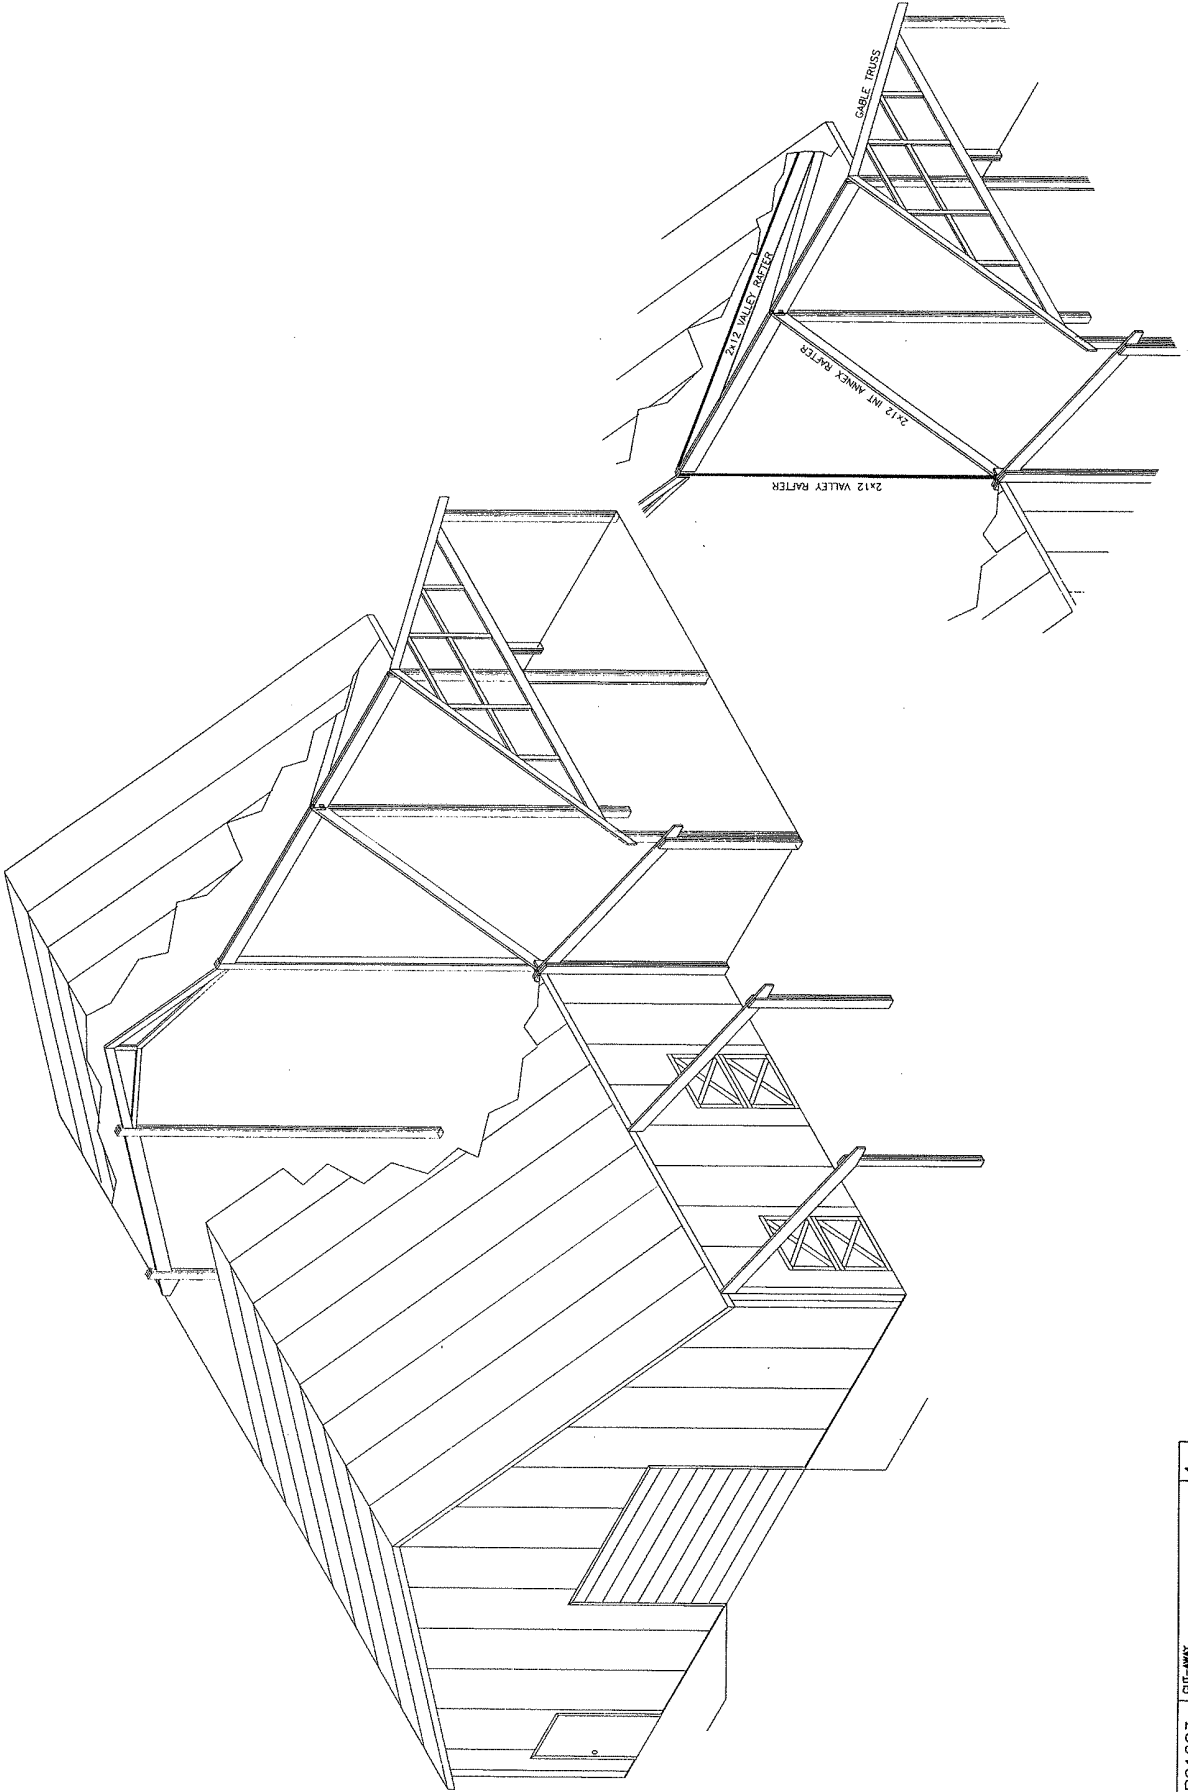 GABLE TRUSS
2x12 VALLEY RAFTER
2x12 INT ANNEX RAFTER
2x12 VALLEY RAFTER
CUT-AWAY